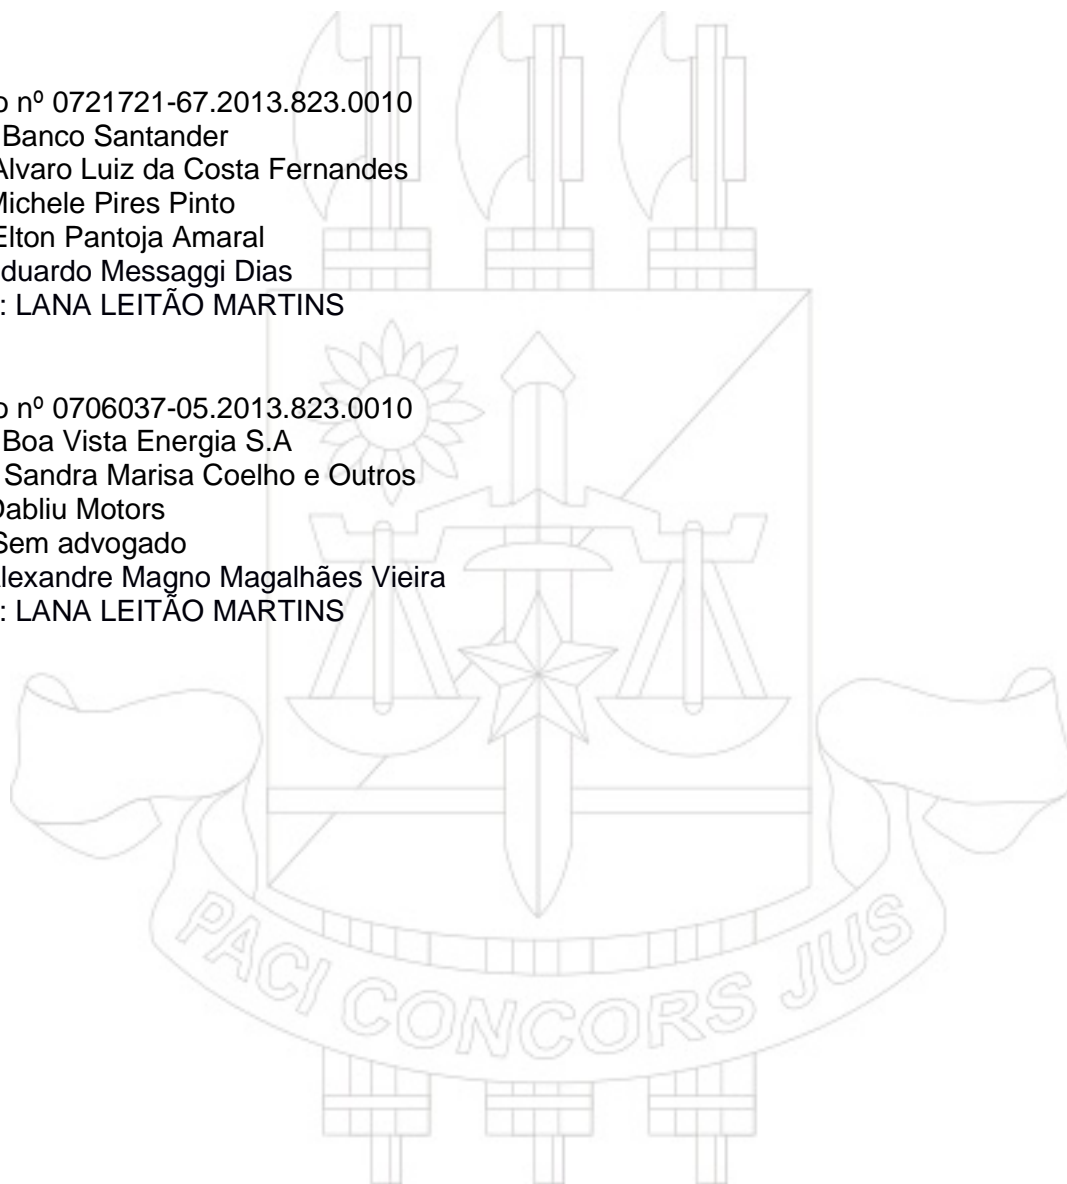 o nº 0721721-67.2013.823.0010
Banco Santander
Alvaro Luiz da Costa Fernandes
Michele Pires Pinto
Elton Pantoja Amaral
duardo Messaggi Dias
: LANA LEITÃO MARTINS
o nº 0706037-05.2013.823.0010
Boa Vista Energia S.A
Sandra Marisa Coelho e Outros
Dabliu Motors
Sem advogado
lexandre Magno Magalhães Vieira
: LANA LEITÃO MARTINS
PACI CONCORS JUS